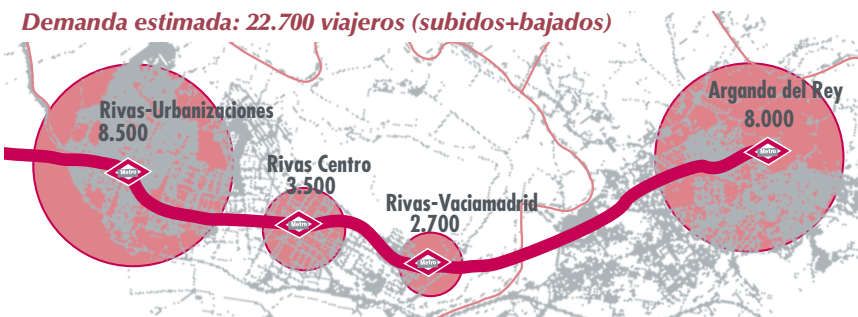 Demanda estimada: 22.700 viajeros (subidos+bajados)
Rivas-Urbanizaciones
8.500
Metro
Rivas Centro
3.500
Metro
Rivas-Vaciamadrid
2.700
Metro
Arganda del Rey
8.000
Metro